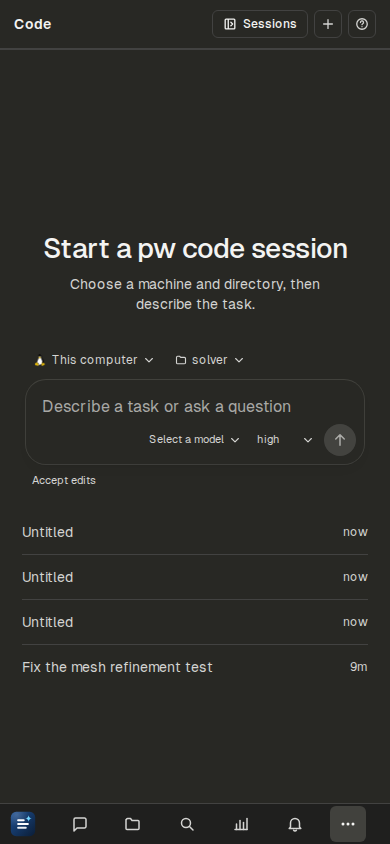 Code
Sessions
Start a pw code session
Choose a machine and directory, then
describe the task.
This computer
solver
Describe a task or ask a question
Select a model
high
Accept edits
Untitled now
Untitled now
Untitled now
Fix the mesh refinement test 9m